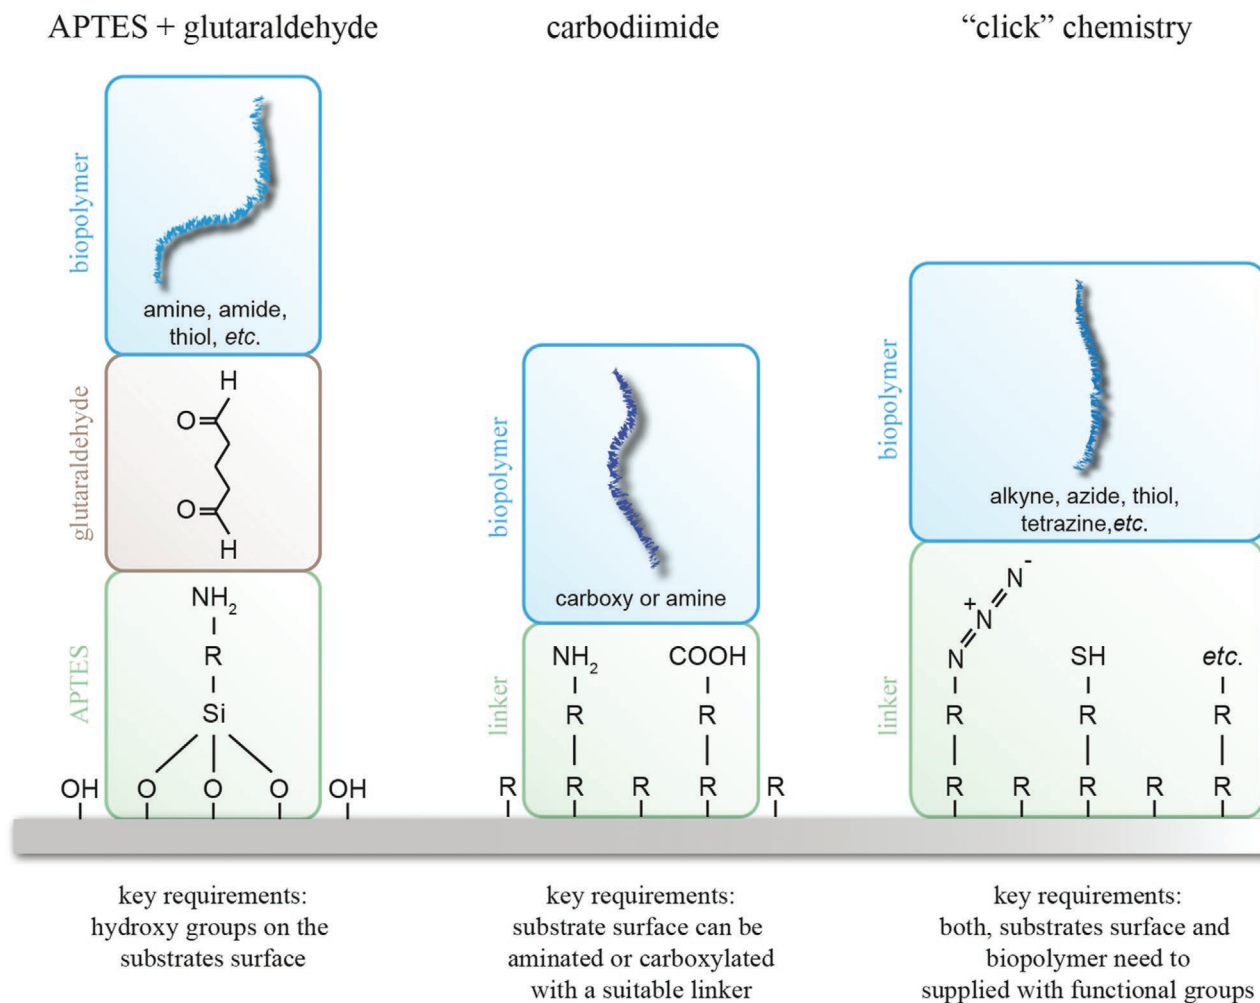 APTES + glutaraldehyde
biopolymer
amine, amide,
thiol, etc.
glutaraldehyde
H
O
O
H
APTES
NH2
R
Si
OH O O O OH
key requirements:
hydroxy groups on the
substrates surface
carbodiimide
biopolymer
carboxy or amine
linker
NH2 COOH
R R
R R R R R
key requirements:
substrate surface can be
aminated or carboxylated
with a suitable linker
“click” chemistry
biopolymer
alkyne, azide, thiol,
tetrazine,etc.
linker
N-
+
N
N SH etc.
R R R
R R R R R
key requirements:
both, substrates surface and
biopolymer need to
supplied with functional groups